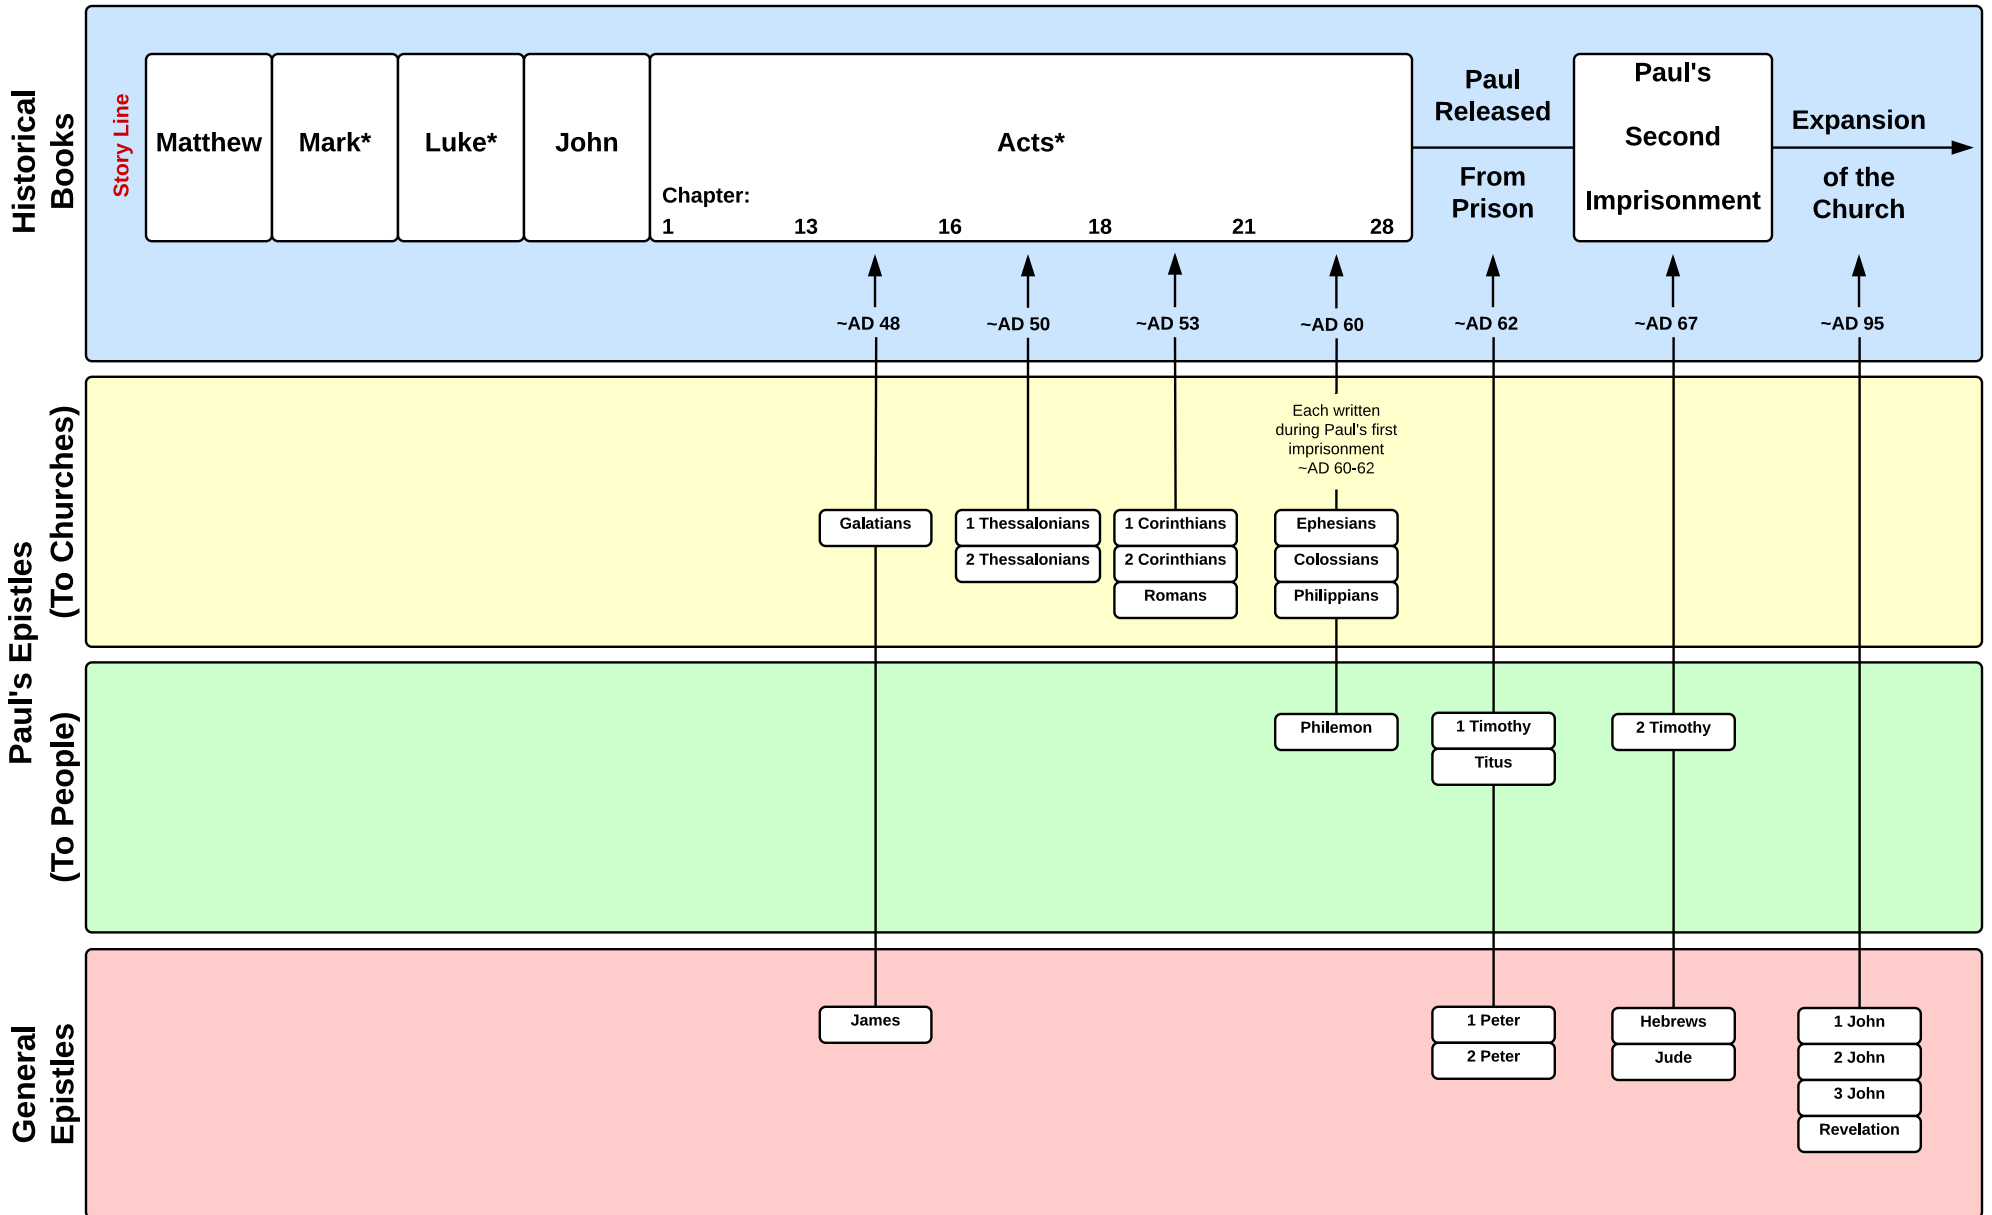 Historical
Books
Story Line
Matthew
Mark*
Luke*
John
Acts*
Chapter:
1 13 16 18 21 28
Paul
Released
From
Prison
Paul's
Second
Imprisonment
Expansion
of the
Church
~AD 48
~AD 50
~AD 53
~AD 60
~AD 62
~AD 67
~AD 95
Paul's Epistles
(To Churches)
Each written
during Paul's first
imprisonment
~AD 60-62
Galatians
1 Thessalonians
2 Thessalonians
1 Corinthians
2 Corinthians
Romans
Ephesians
Colossians
Philippians
(To People)
Philemon
1 Timothy
Titus
2 Timothy
General
Epistles
James
1 Peter
2 Peter
Hebrews
Jude
1 John
2 John
3 John
Revelation